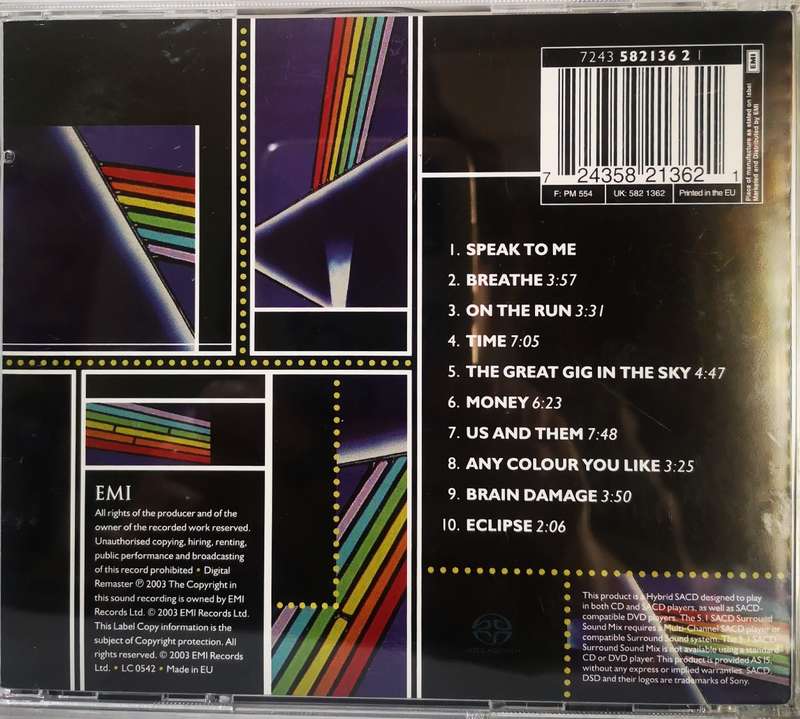 7243 582136 2 1
7 24358 21362 1
F: PM 554 UK: 582 1362 Printed in the EU
EMI
Place of manufacture as stated on label
Marketed and Distributed by EMI
1. SPEAK TO ME
2. BREATHE 3:57
3. ON THE RUN 3:31
4. TIME 7:05
5. THE GREAT GIG IN THE SKY 4:47
6. MONEY 6:23
7. US AND THEM 7:48
8. ANY COLOUR YOU LIKE 3:25
9. BRAIN DAMAGE 3:50
10. ECLIPSE 2:06
EMI
All rights of the producer and of the
owner of the recorded work reserved.
Unauthorised copying, hiring, renting,
public performance and broadcasting
of this record prohibited • Digital
Remaster ℗ 2003 The Copyright in
this sound recording is owned by EMI
Records Ltd. © 2003 EMI Records Ltd.
This Label Copy information is the
subject of Copyright protection. All
rights reserved. © 2003 EMI Records
Ltd. • LC 0542 • Made in EU
This product is a Hybrid SACD designed to play
in both CD and SACD players, as well as SACD-
compatible DVD players. The 5.1 SACD Surround
Sound Mix requires a Multi-Channel SACD player or
compatible Surround Sound system. The 5.1 SACD
Surround Sound Mix is not available using a standard
CD or DVD player. This product is provided AS IS,
without any express or implied warranties. SACD,
DSD and their logos are trademarks of Sony.